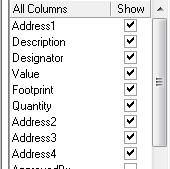 All Columns Show
Address1
Description
Designator
Value
Footprint
Quantity
Address2
Address3
Address4